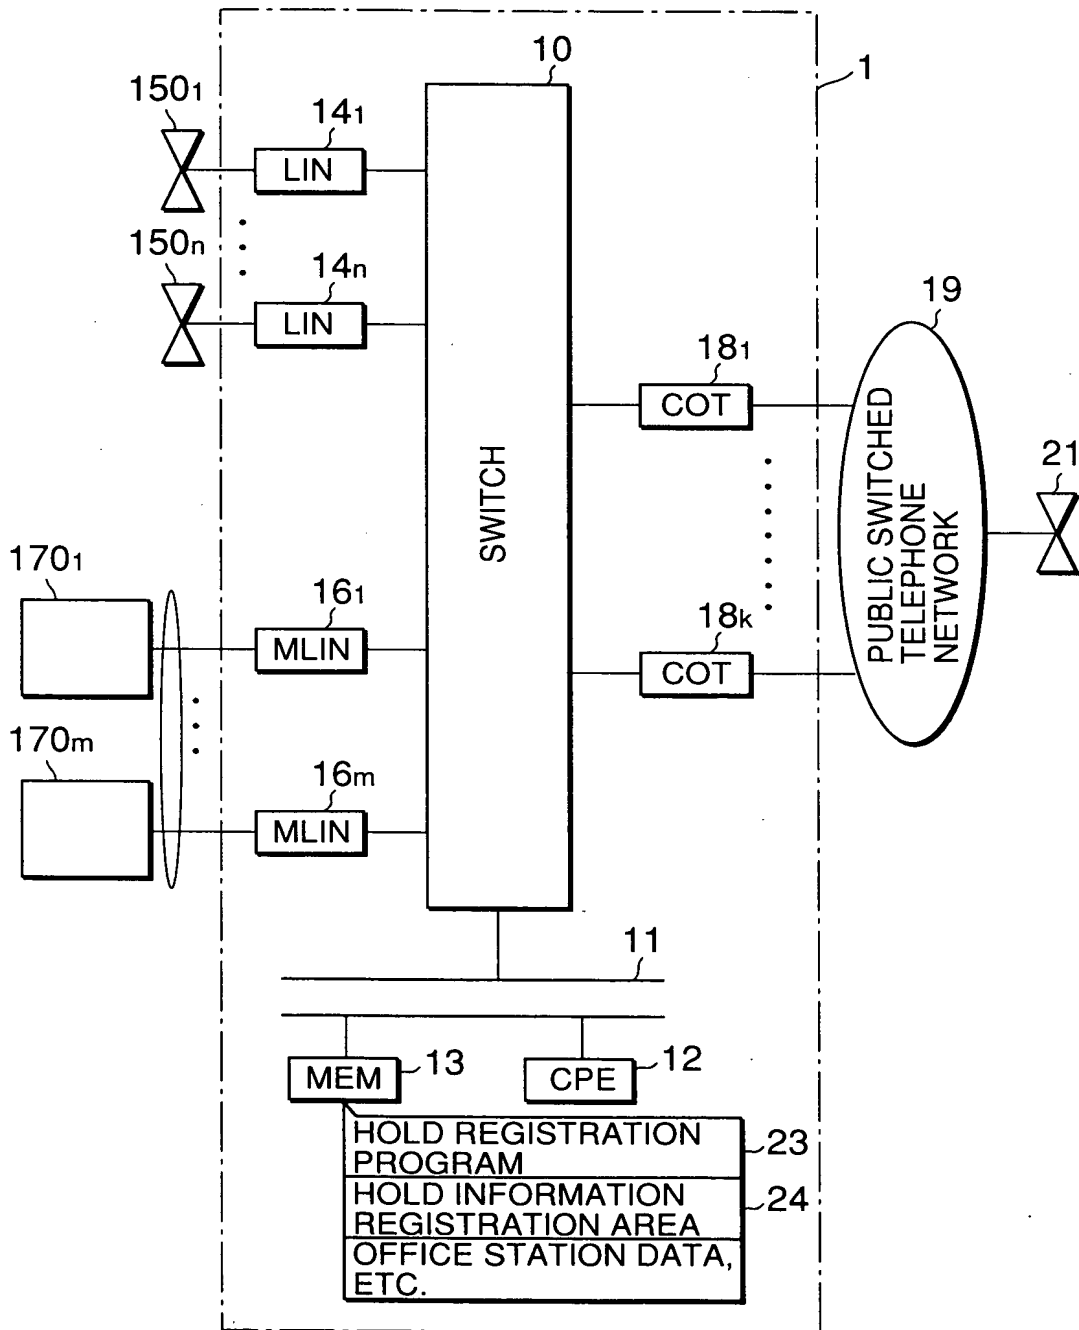 10
1
150₁
14₁
LIN
150n
14n
LIN
19
18₁
COT
21
SWITCH
PUBLIC SWITCHED
TELEPHONE
NETWORK
170₁
16₁
MLIN
18k
COT
170m
16m
MLIN
11
MEM
13
CPE
12
HOLD REGISTRATION
PROGRAM
23
HOLD INFORMATION
REGISTRATION AREA
24
OFFICE STATION DATA,
ETC.